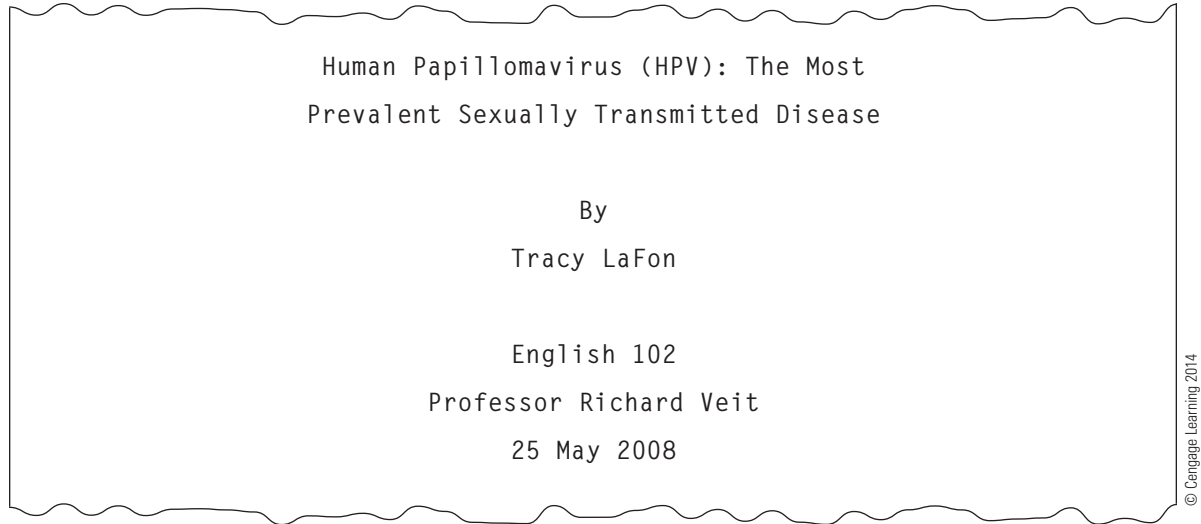 Human Papillomavirus (HPV): The Most
Prevalent Sexually Transmitted Disease
By
Tracy LaFon
English 102
Professor Richard Veit
25 May 2008
© Cengage Learning 2014